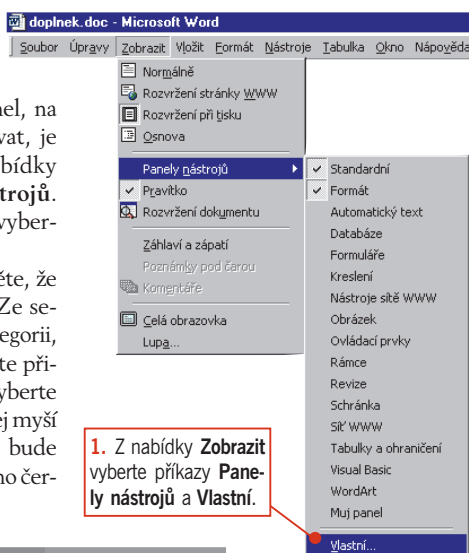 doplnek.doc - Microsoft Word
Soubor Úpravy Zobrazit Vložit Formát Nástroje Tabulka Okno Nápověda
Normálně
Rozvržení stránky WWW
Rozvržení při tisku
Osnova
Panely nástrojů
Pravítko
Rozvržení dokumentu
Záhlaví a zápatí
Poznámky pod čarou
Komentáře
Celá obrazovka
Lupa...
Standardní
Formát
Automatický text
Databáze
Formuláře
Kreslení
Nástroje sítě WWW
Obrázek
Ovládací prvky
Rámce
Revize
Schránka
Síť WWW
Tabulky a ohraničení
Visual Basic
WordArt
Muj panel
Vlastní...
nel, na
vat, je
bídky
trojů.
vyber-
ěte, že
Ze se-
egorii,
te při-
yberte
ej myší
bude
no čer-
1. Z nabídky Zobrazit
vyberte příkazy Pane-
ly nástrojů a Vlastní.